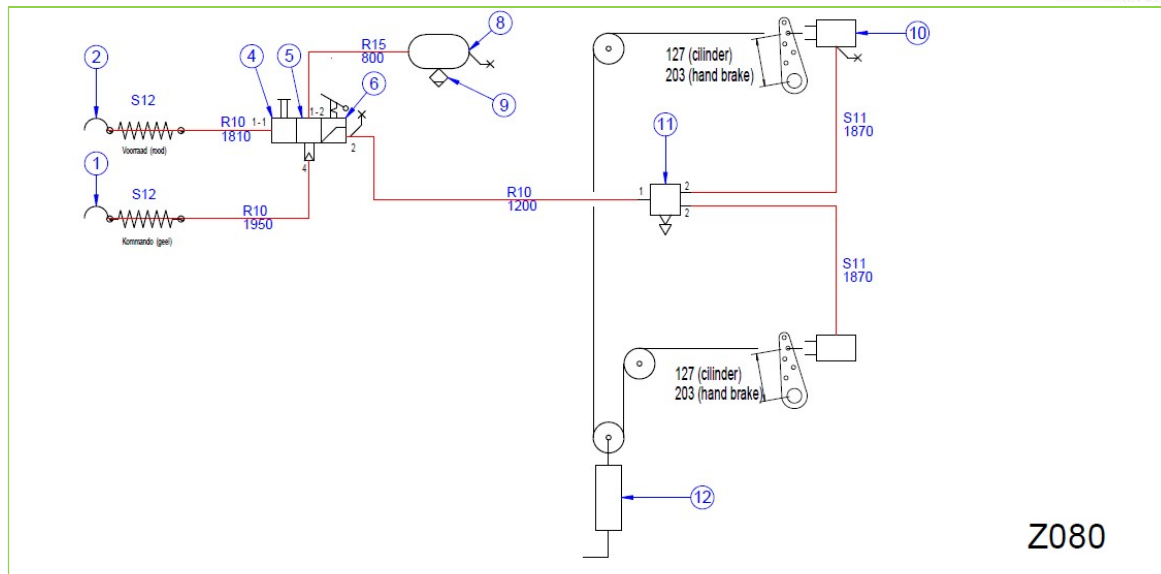 2
S12
Voorraad (rood)
R10
1810
1-1
4
5
1-2
6
2
4
R15
800
8
9
1
S12
Kommando (geel)
R10
1950
R10
1200
11
1
2
2
127 (cilinder)
203 (hand brake)
10
S11
1870
S11
1870
127 (cilinder)
203 (hand brake)
12
Z080